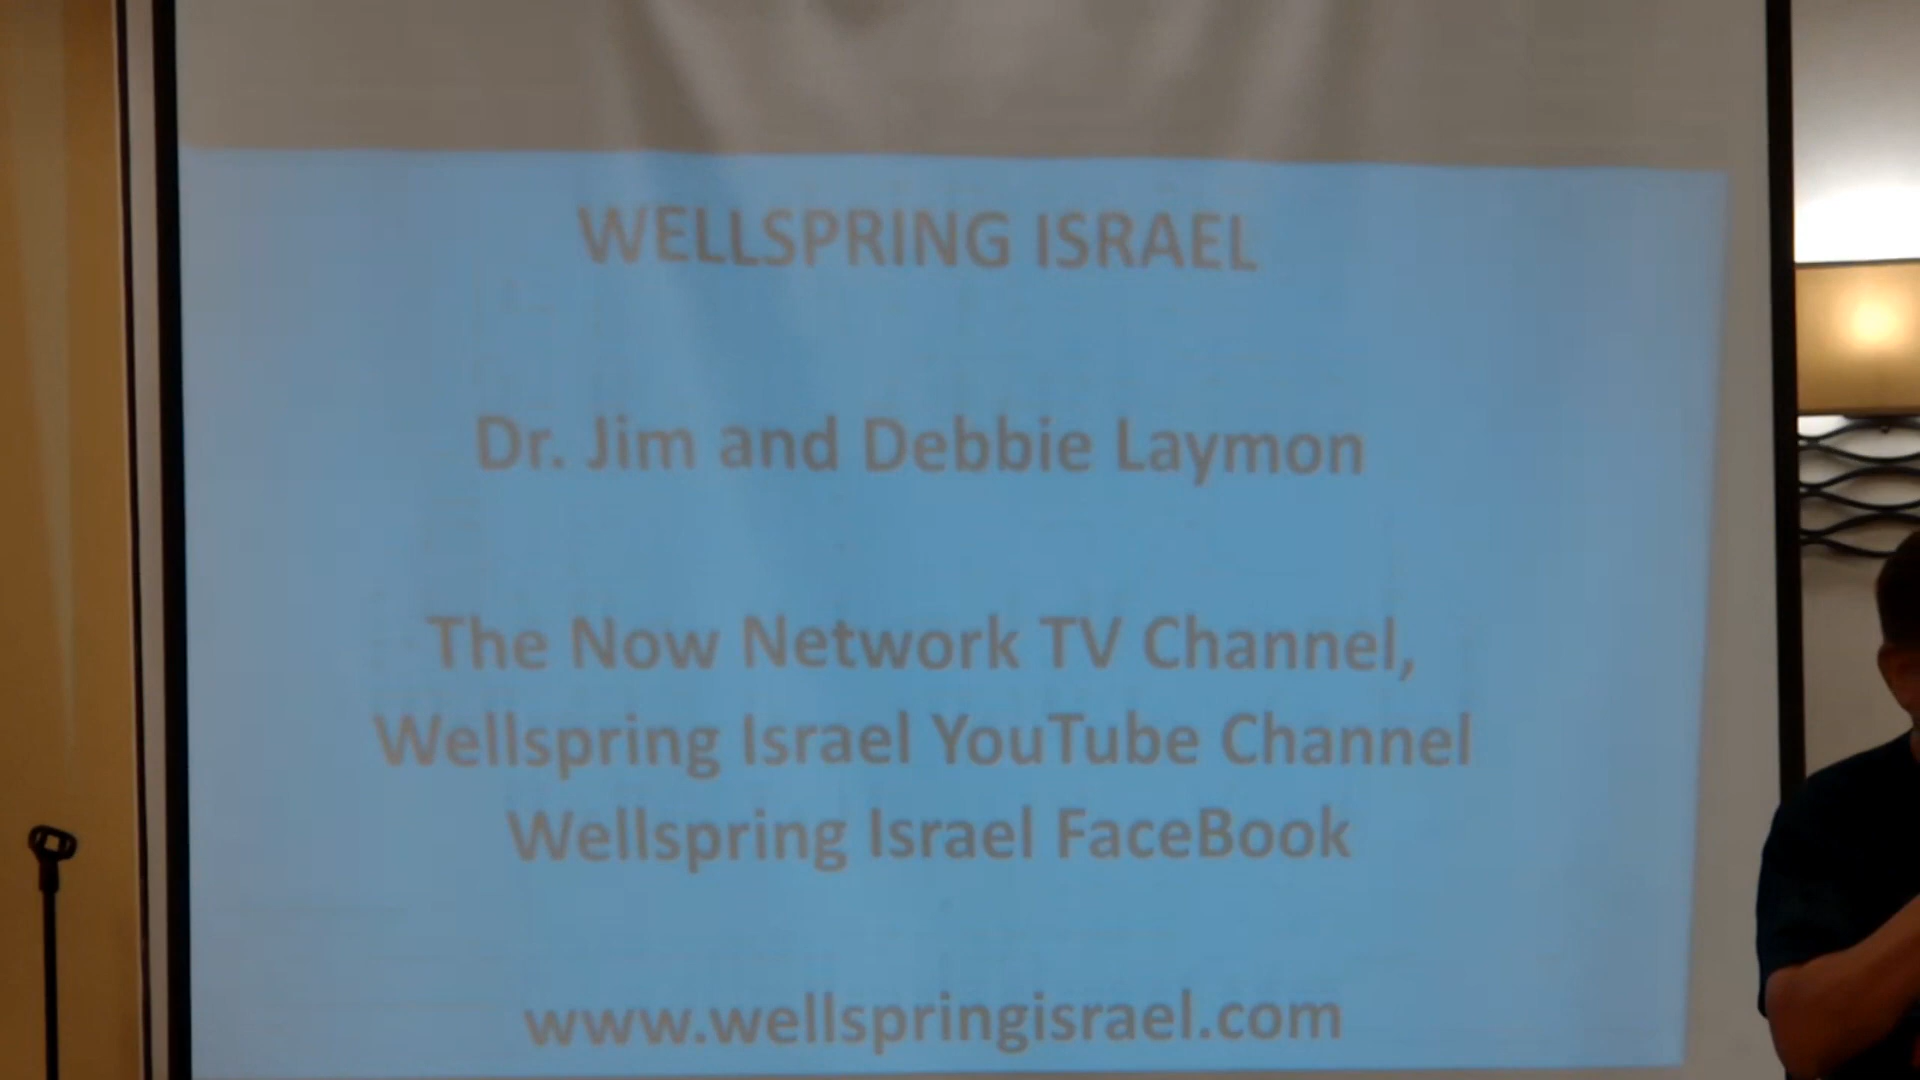 WELLSPRING ISRAEL
Dr. Jim and Debbie Laymon
The Now Network TV Channel,
Wellspring Israel YouTube Channel
Wellspring Israel FaceBook
www.wellspringisrael.com